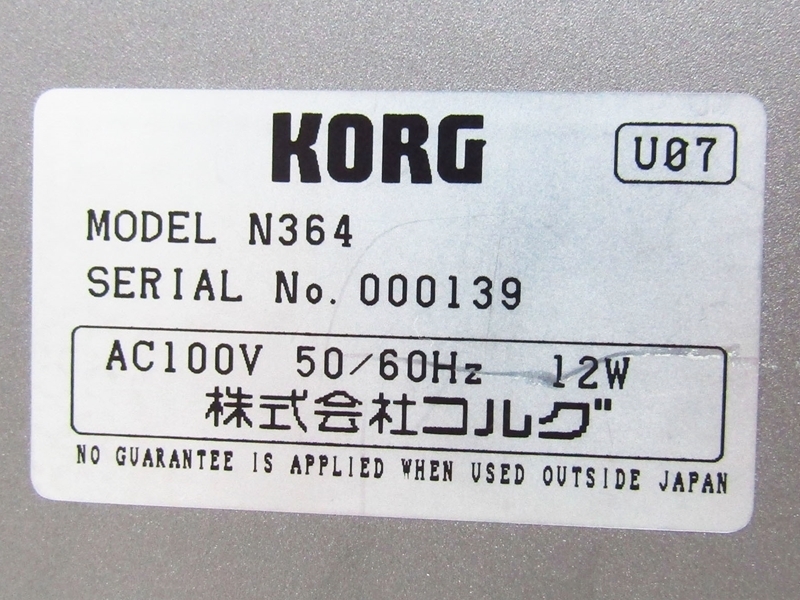 KORG
U07
MODEL N364
SERIAL No. 000139
AC100V 50/60Hz 12W
株式会社コルグ
NO GUARANTEE IS APPLIED WHEN USED OUTSIDE JAPAN